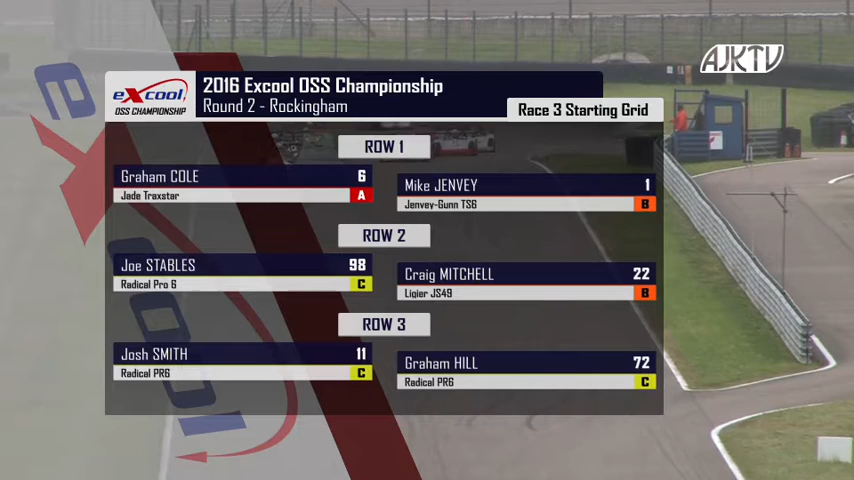 AJKTV
eXcool
OSS CHAMPIONSHIP
2016 Excool OSS Championship
Round 2 - Rockingham
Race 3 Starting Grid
ROW 1
Graham COLE 6
Jade Traxstar A
Mike JENVEY 1
Jenvey-Gunn TS6 B
ROW 2
Joe STABLES 98
Radical Pro 6 C
Craig MITCHELL 22
Ligier JS49 B
ROW 3
Josh SMITH 11
Radical PR6 C
Graham HILL 72
Radical PR6 C
eXcool